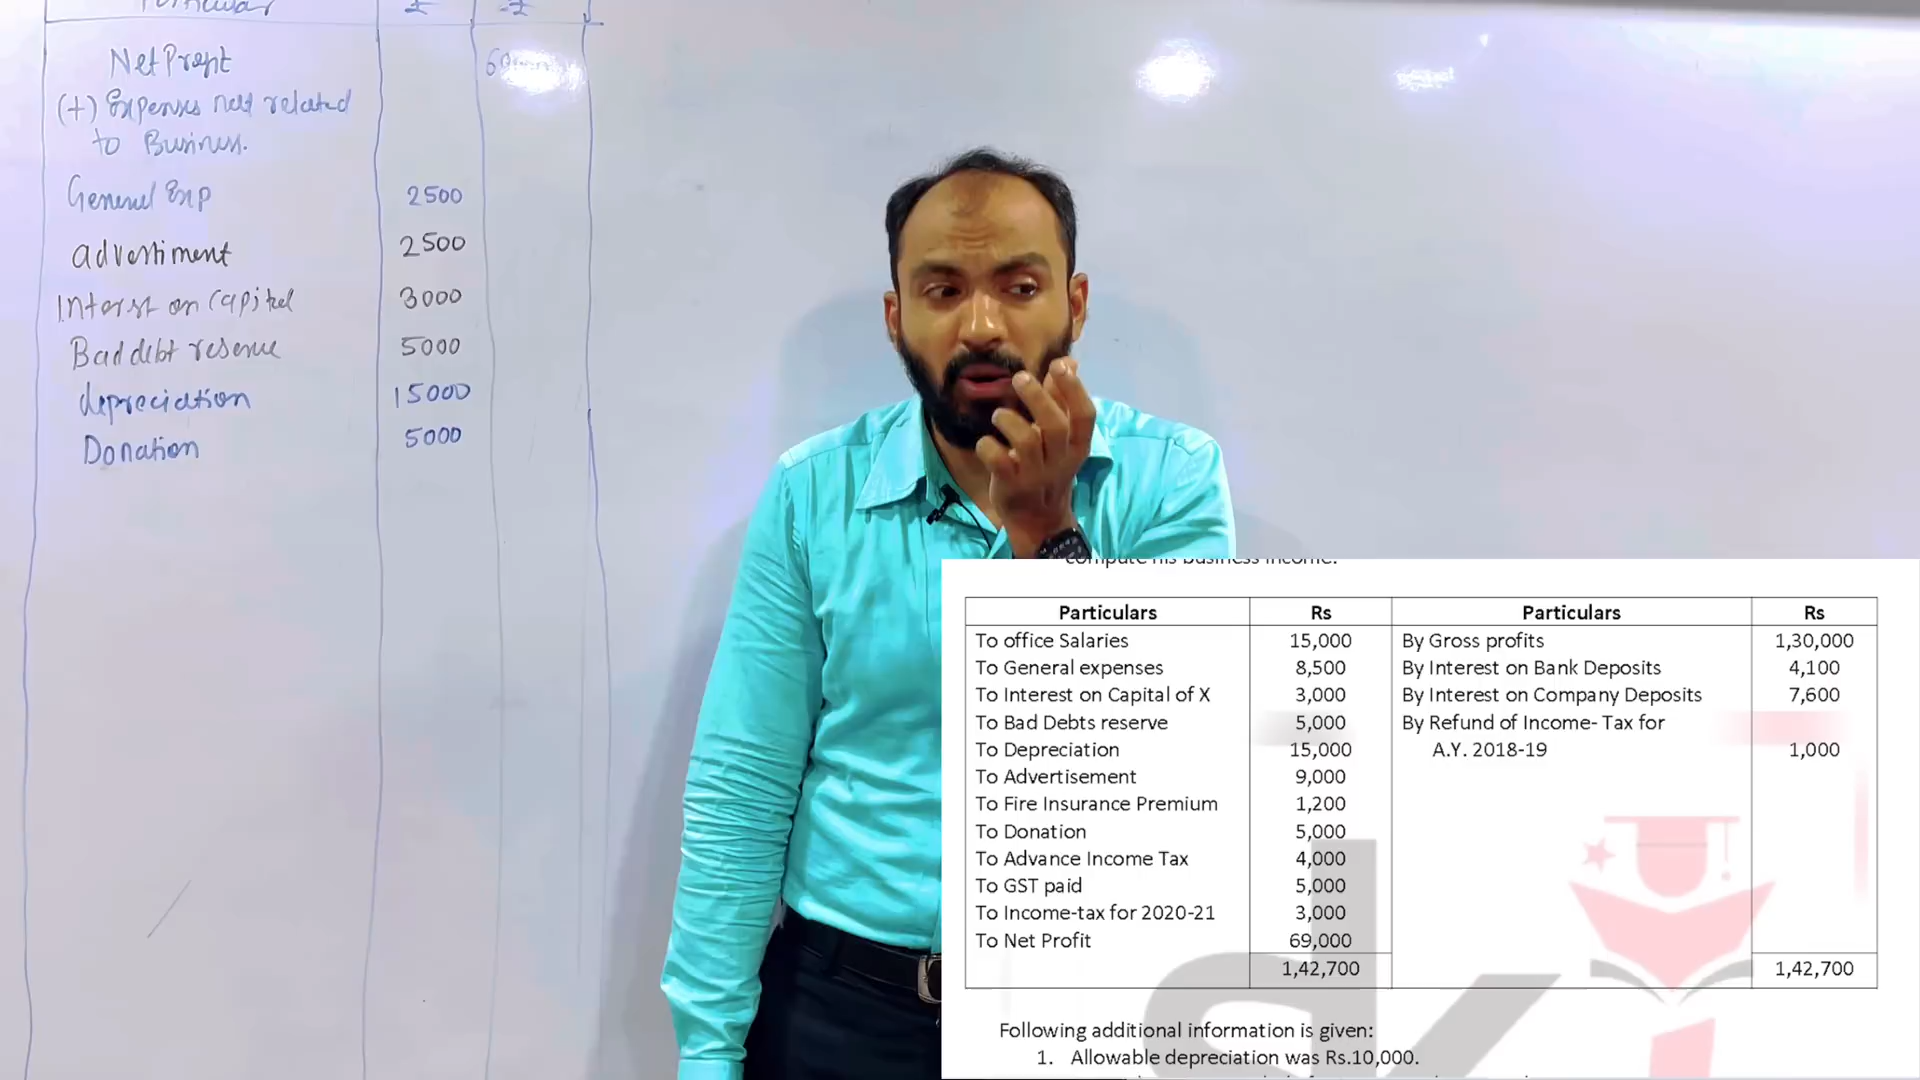 Particular ₹ ₹
Net Profit
(+) Expenses not related
to Business.
General Exp 2500
advertiment 2500
Interst on Capital 3000
Bad debt reserve 5000
depreciation 15000
Donation 5000
compute his business income.
Particulars Rs Particulars Rs
To office Salaries 15,000 By Gross profits 1,30,000
To General expenses 8,500 By Interest on Bank Deposits 4,100
To Interest on Capital of X 3,000 By Interest on Company Deposits 7,600
To Bad Debts reserve 5,000 By Refund of Income- Tax for
To Depreciation 15,000 A.Y. 2018-19 1,000
To Advertisement 9,000
To Fire Insurance Premium 1,200
To Donation 5,000
To Advance Income Tax 4,000
To GST paid 5,000
To Income-tax for 2020-21 3,000
To Net Profit 69,000
1,42,700 1,42,700
Following additional information is given:
1. Allowable depreciation was Rs.10,000.